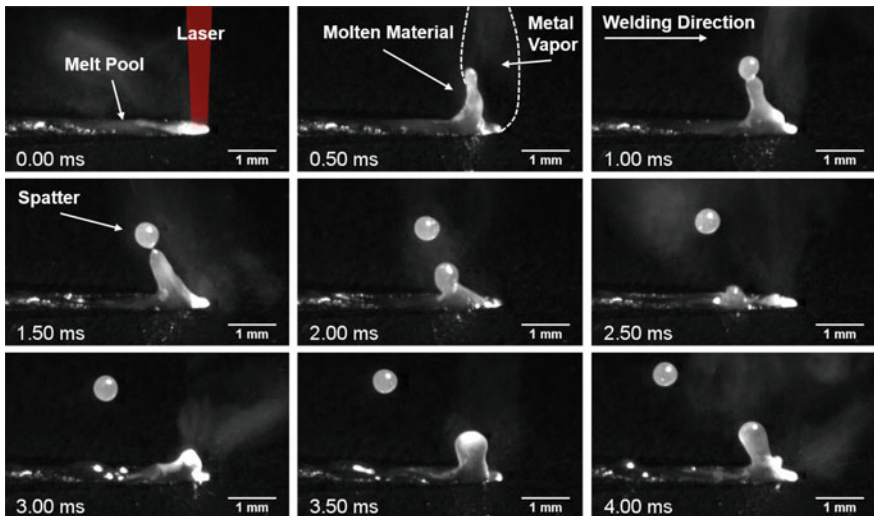 Laser
Melt Pool
0.00 ms
1 mm
Molten Material
Metal
Vapor
0.50 ms
1 mm
Welding Direction
1.00 ms
1 mm
Spatter
1.50 ms
1 mm
2.00 ms
1 mm
2.50 ms
1 mm
3.00 ms
1 mm
3.50 ms
1 mm
4.00 ms
1 mm